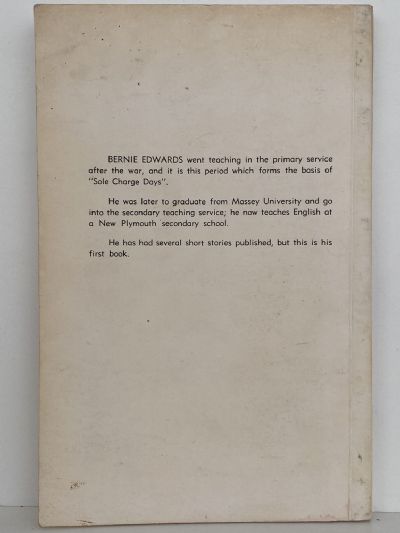 BERNIE EDWARDS went teaching in the primary service
after the war, and it is this period which forms the basis of
"Sole Charge Days".
He was later to graduate from Massey University and go
into the secondary teaching service; he now teaches English at
a New Plymouth secondary school.
He has had several short stories published, but this is his
first book.